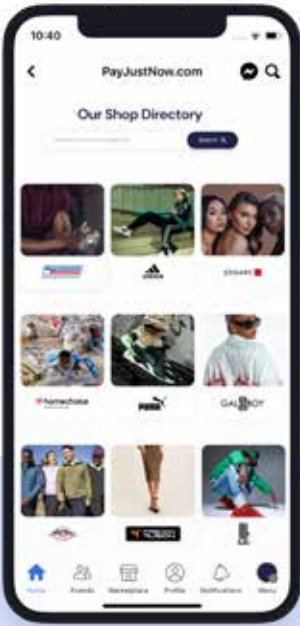 10:40
PayJustNow.com
Our Shop Directory
Search
adidas
EDGARS
homechoice
PUMA
GALXBOY
Home
Friends
Marketplace
Profile
Notifications
Menu